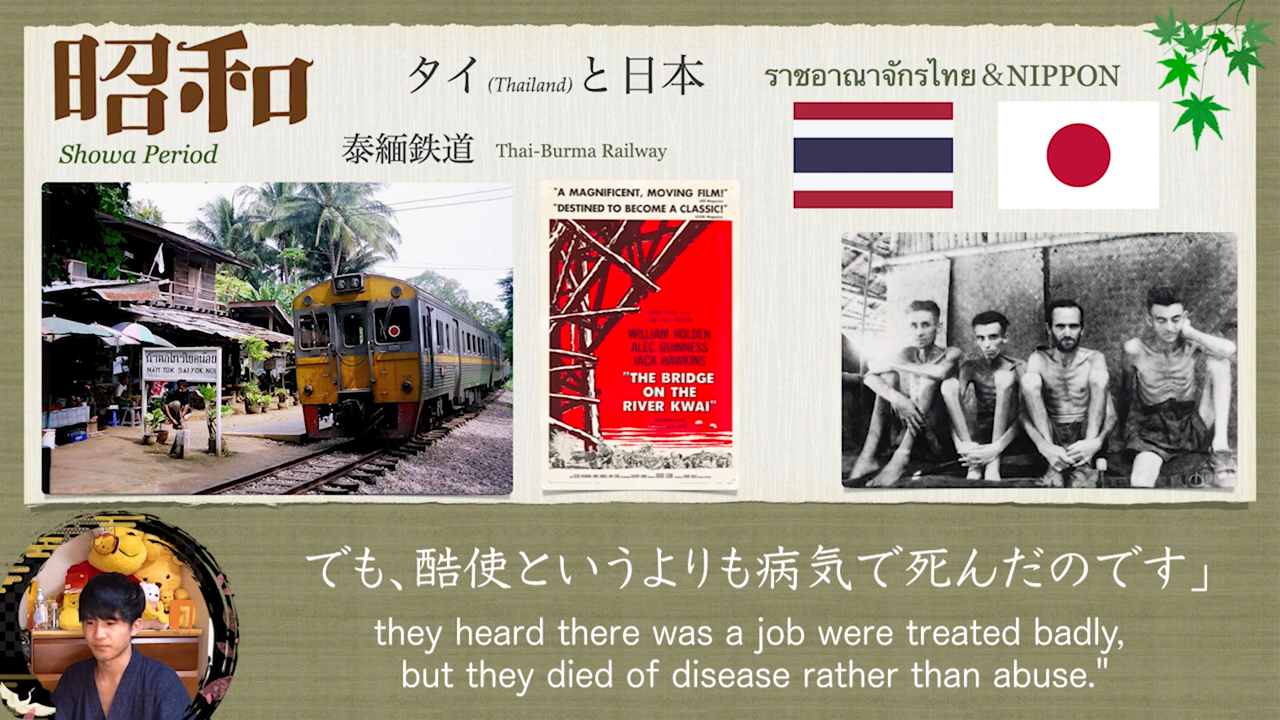 昭和
Showa Period
タイ (Thailand) と日本
ราชอาณาจักรไทย & NIPPON
泰緬鉄道 Thai-Burma Railway
น้ำตกไทรโยคน้อย
NAM TOK SAI YOK NOI
"A MAGNIFICENT, MOVING FILM!"
"DESTINED TO BECOME A CLASSIC!"
WILLIAM HOLDEN
ALEC GUINNESS
JACK HAWKINS
"THE BRIDGE
ON THE
RIVER KWAI"
でも、酷使というよりも病気で死んだのです」
they heard there was a job were treated badly,
but they died of disease rather than abuse."